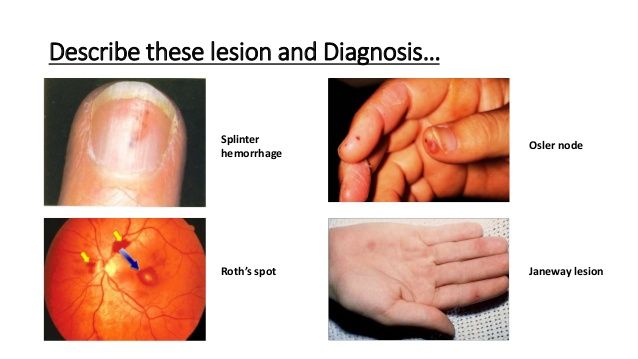 Describe these lesion and Diagnosis...
Splinter
hemorrhage
Osler node
Roth's spot
Janeway lesion